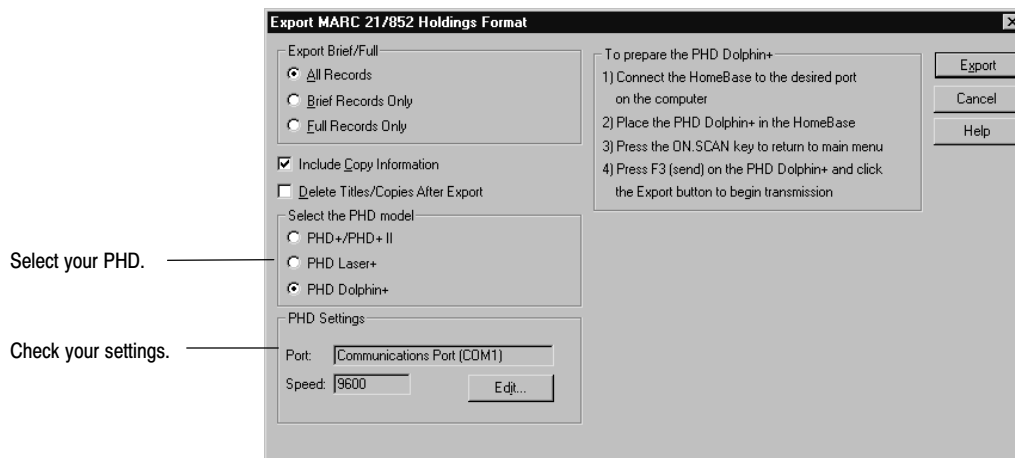 Export MARC 21/852 Holdings Format
Export Brief/Full
All Records
Brief Records Only
Full Records Only
Include Copy Information
Delete Titles/Copies After Export
Select the PHD model
PHD+/PHD+ II
PHD Laser+
PHD Dolphin+
PHD Settings
Port: Communications Port (COM1)
Speed: 9600
Edit...
To prepare the PHD Dolphin+
1) Connect the HomeBase to the desired port
on the computer
2) Place the PHD Dolphin+ in the HomeBase
3) Press the ON.SCAN key to return to main menu
4) Press F3 (send) on the PHD Dolphin+ and click
the Export button to begin transmission
Export
Cancel
Help
Select your PHD.
Check your settings.